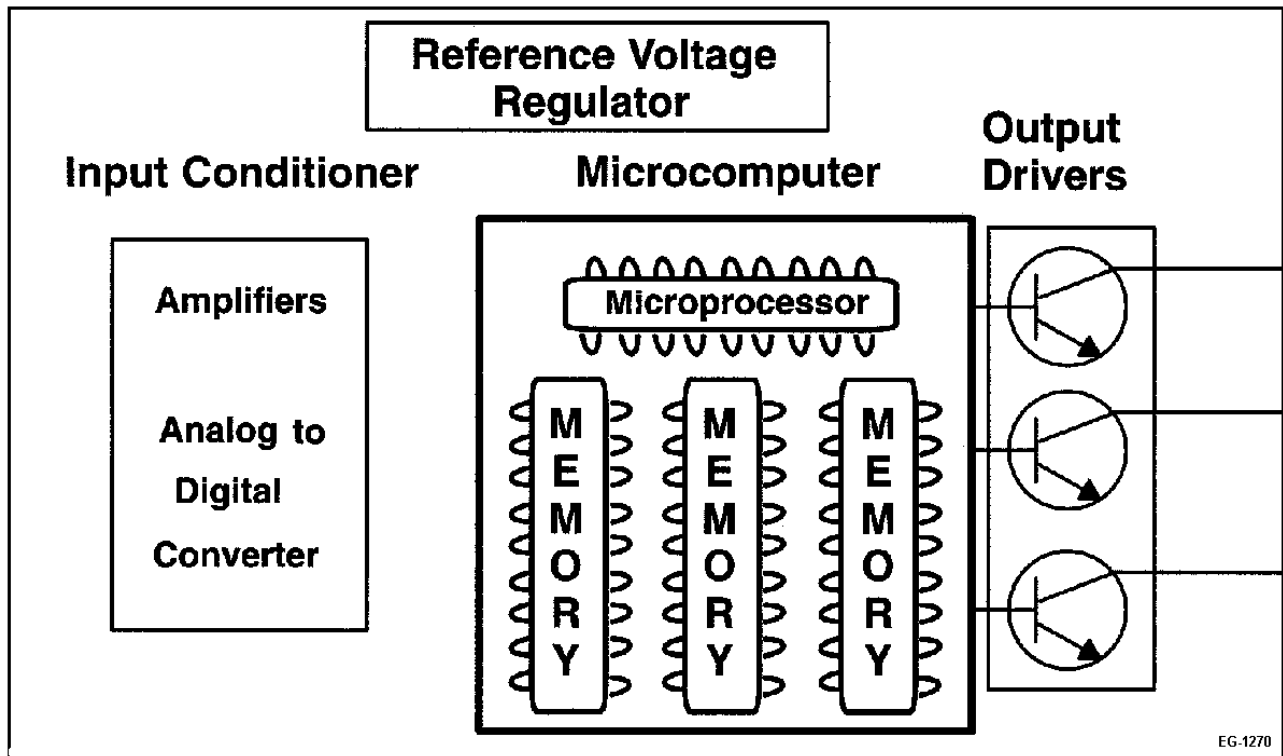 Reference Voltage
Regulator
Input Conditioner
Microcomputer
Output
Drivers
Amplifiers
Analog to
Digital
Converter
Microprocessor
MEMORY
MEMORY
MEMORY
EG-1270